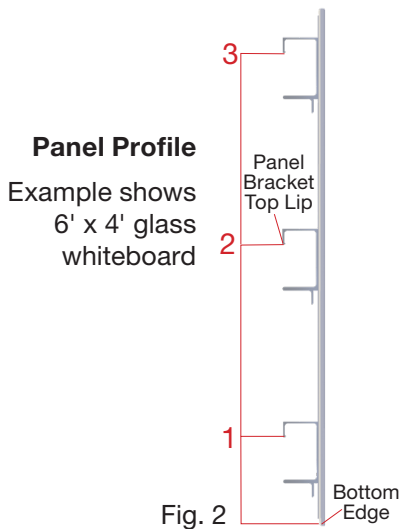 3
Panel Profile
Example shows
6' x 4' glass
whiteboard
Panel
Bracket
Top Lip
2
1
Fig. 2
Bottom
Edge